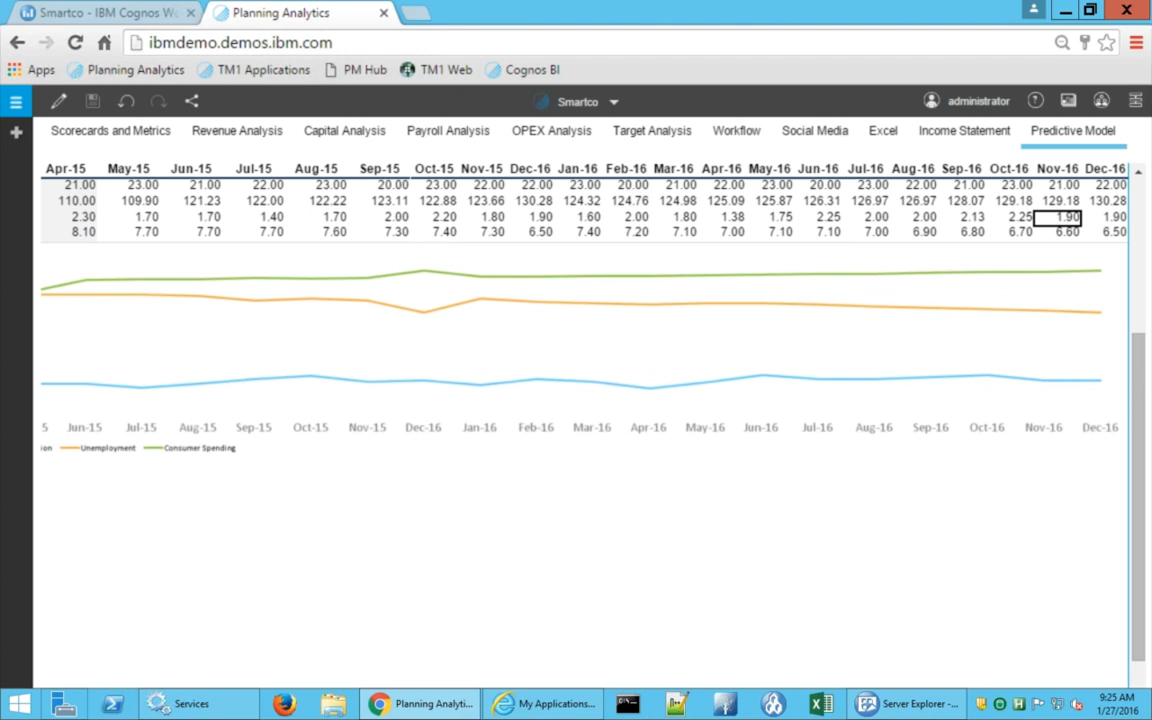 Smartco - IBM Cognos Wo
Planning Analytics
ibmdemo.demos.ibm.com
Apps Planning Analytics TM1 Applications PM Hub TM1 Web Cognos BI
Smartco administrator ?
Scorecards and Metrics Revenue Analysis Capital Analysis Payroll Analysis OPEX Analysis Target Analysis Workflow Social Media Excel Income Statement Predictive Model
Apr-15 May-15 Jun-15 Jul-15 Aug-15 Sep-15 Oct-15 Nov-15 Dec-16 Jan-16 Feb-16 Mar-16 Apr-16 May-16 Jun-16 Jul-16 Aug-16 Sep-16 Oct-16 Nov-16 Dec-16
21.00 23.00 21.00 22.00 23.00 20.00 23.00 22.00 22.00 23.00 20.00 21.00 22.00 23.00 20.00 23.00 22.00 21.00 23.00 21.00 22.00
110.00 109.90 121.23 122.00 122.22 123.11 122.88 123.66 130.28 124.32 124.76 124.98 125.09 125.87 126.31 126.97 126.97 128.07 129.18 129.18 130.28
2.30 1.70 1.70 1.40 1.70 2.00 2.20 1.80 1.90 1.60 2.00 1.80 1.38 1.75 2.25 2.00 2.00 2.13 2.25 1.90 1.90
8.10 7.70 7.70 7.70 7.60 7.30 7.40 7.30 6.50 7.40 7.20 7.10 7.00 7.10 7.10 7.00 6.90 6.80 6.70 6.60 6.50
5 Jun-15 Jul-15 Aug-15 Sep-15 Oct-15 Nov-15 Dec-16 Jan-16 Feb-16 Mar-16 Apr-16 May-16 Jun-16 Jul-16 Aug-16 Sep-16 Oct-16 Nov-16 Dec-16
ion Unemployment Consumer Spending
Services Planning Analyti... My Applications... Server Explorer -...
9:25 AM
1/27/2016